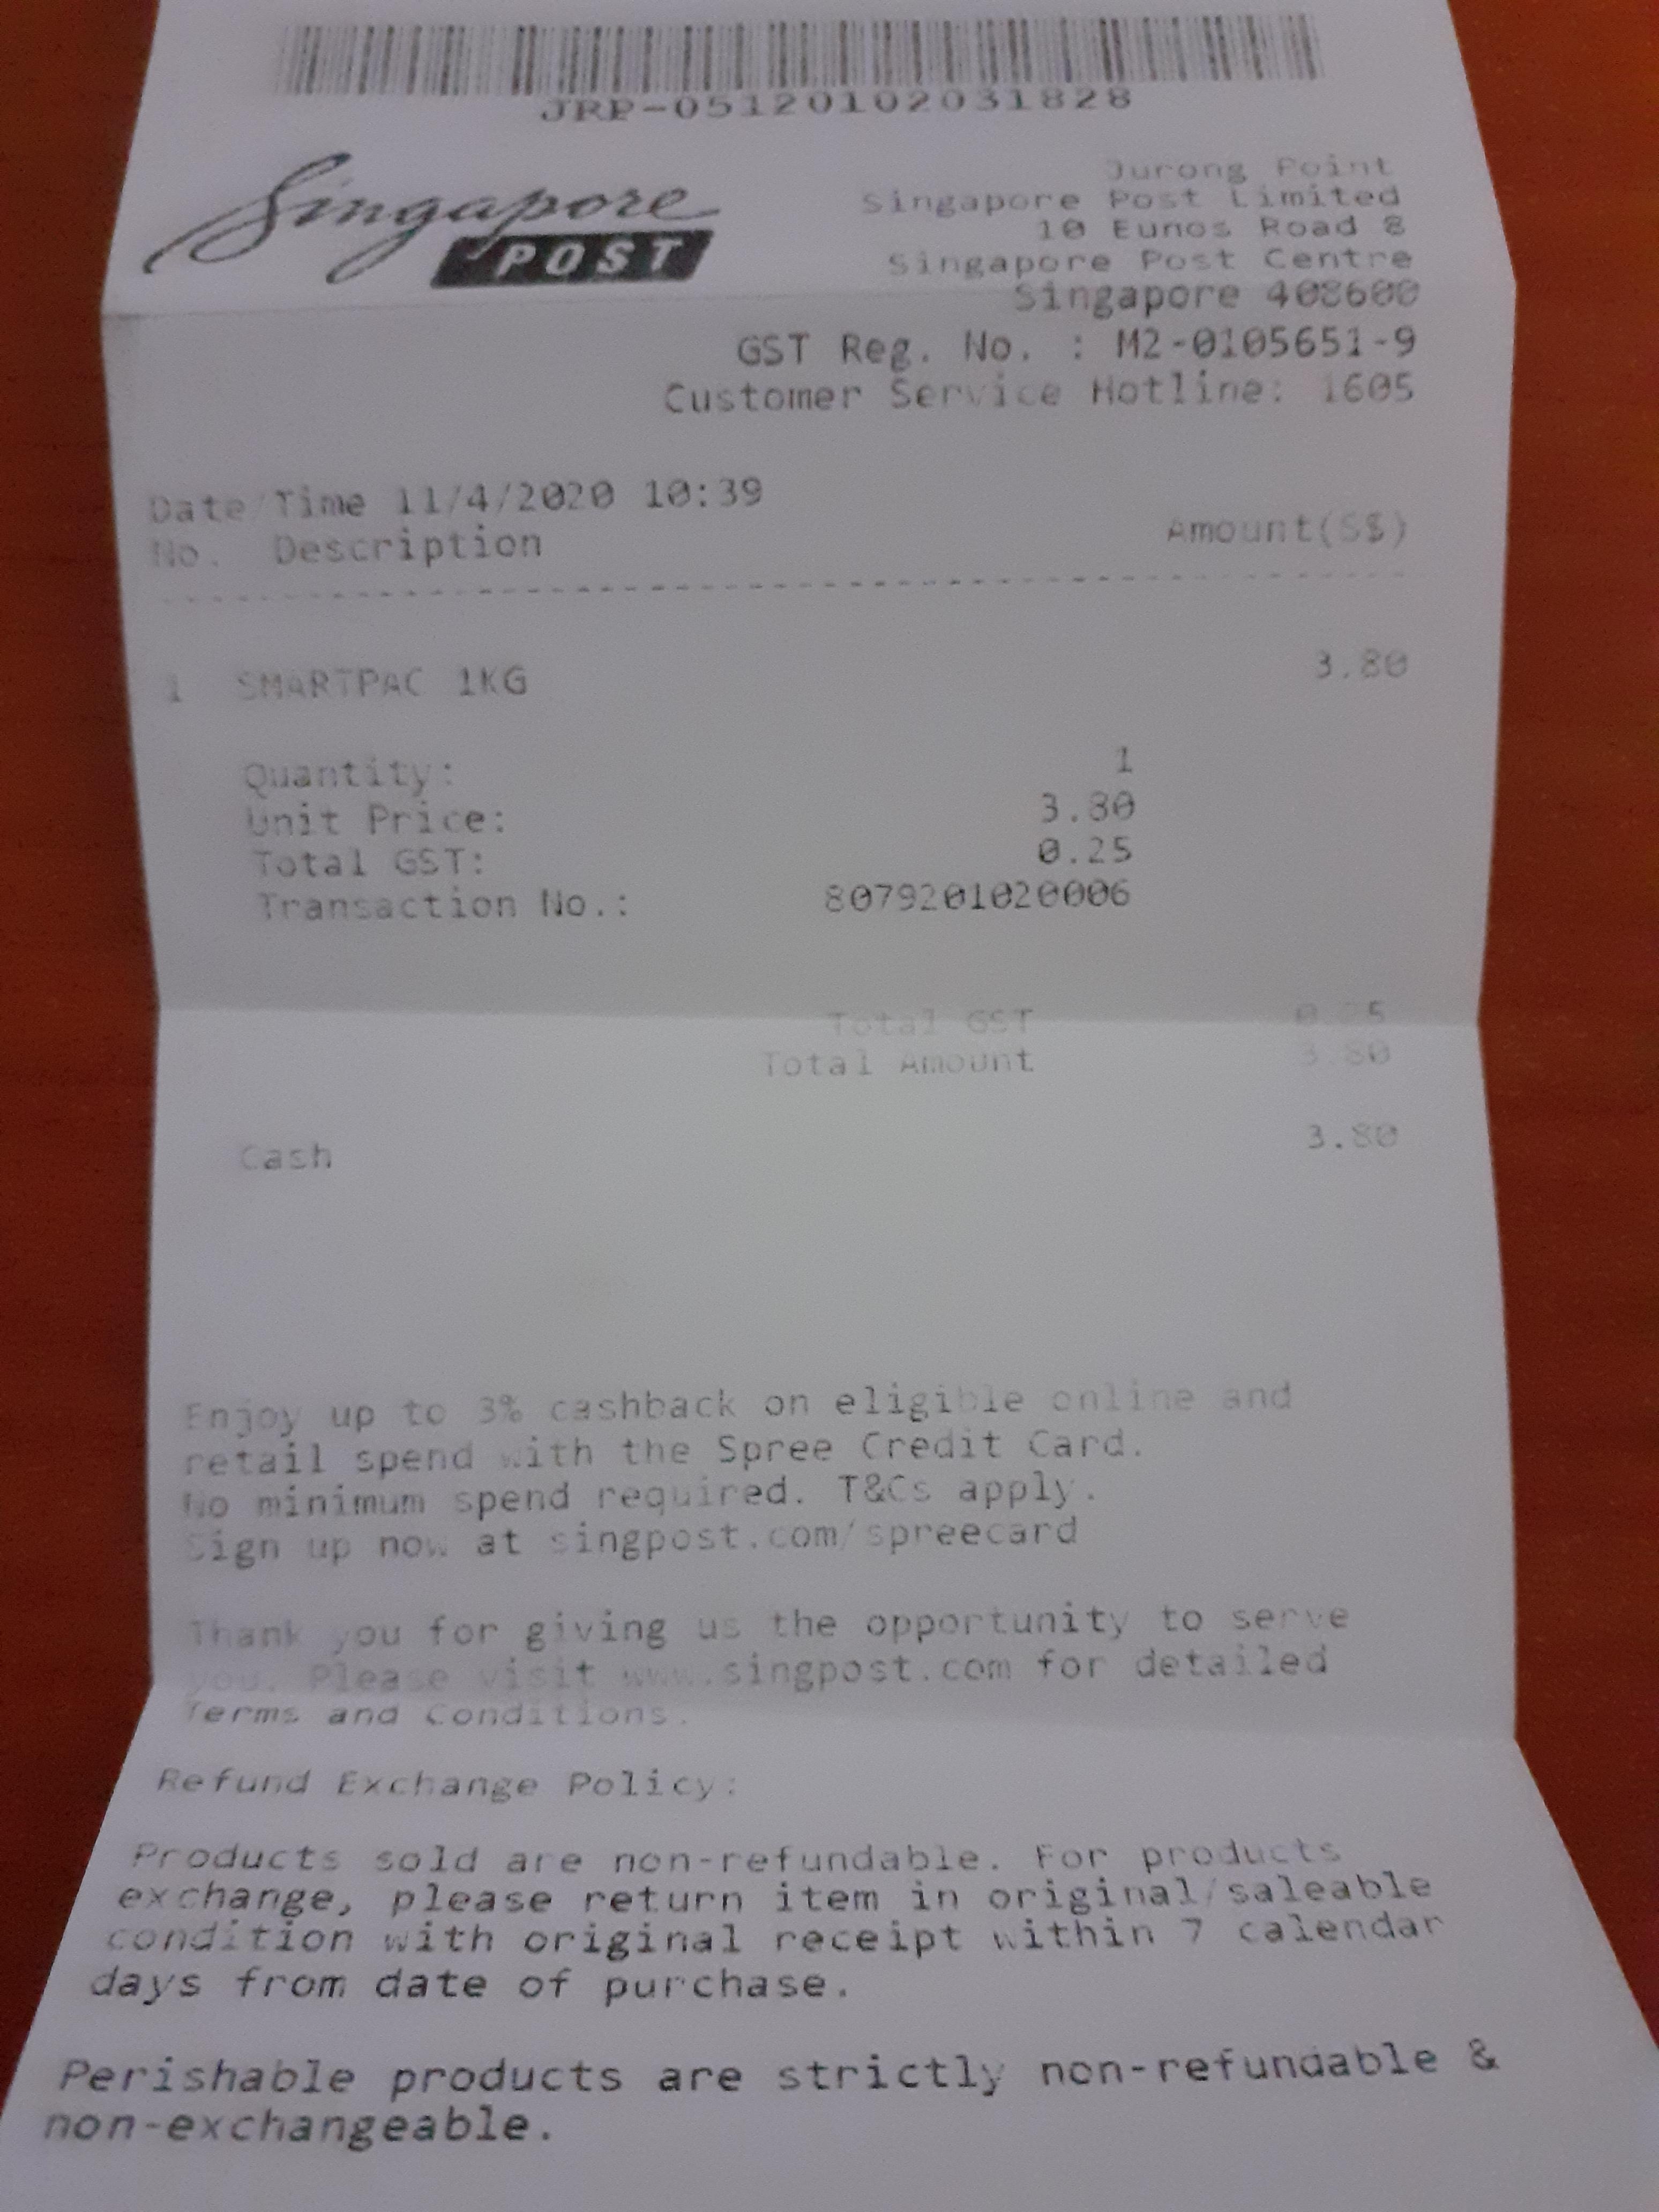 JRP-05120102031828
Singapore
POST
Jurong Point
Singapore Post Limited
10 Eunos Road 8
Singapore Post Centre
Singapore 408600
GST Reg. No. : M2-0105651-9
Customer Service Hotline: 1605
Date/Time 11/4/2020 10:39
No. Description Amount(S$)
1 SMARTPAC 1KG 3.80
Quantity: 1
Unit Price: 3.80
Total GST: 0.25
Transaction No.: 8079201020006
Total GST 0.25
Total Amount 3.80
Cash 3.80
Enjoy up to 3% cashback on eligible online and
retail spend with the Spree Credit Card.
No minimum spend required. T&Cs apply.
Sign up now at singpost.com/spreecard
Thank you for giving us the opportunity to serve
you. Please visit www.singpost.com for detailed
Terms and Conditions.
Refund Exchange Policy:
Products sold are non-refundable. For products
exchange, please return item in original/saleable
condition with original receipt within 7 calendar
days from date of purchase.
Perishable products are strictly non-refundable &
non-exchangeable.